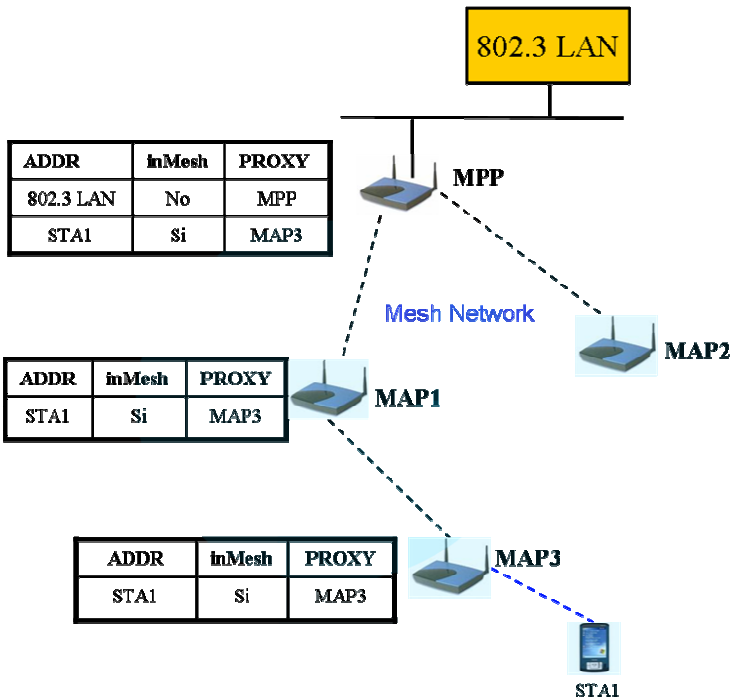 802.3 LAN
ADDR inMesh PROXY
802.3 LAN No MPP
STA1 Si MAP3
MPP
Mesh Network
MAP2
ADDR inMesh PROXY
STA1 Si MAP3
MAP1
ADDR inMesh PROXY
STA1 Si MAP3
MAP3
STA1